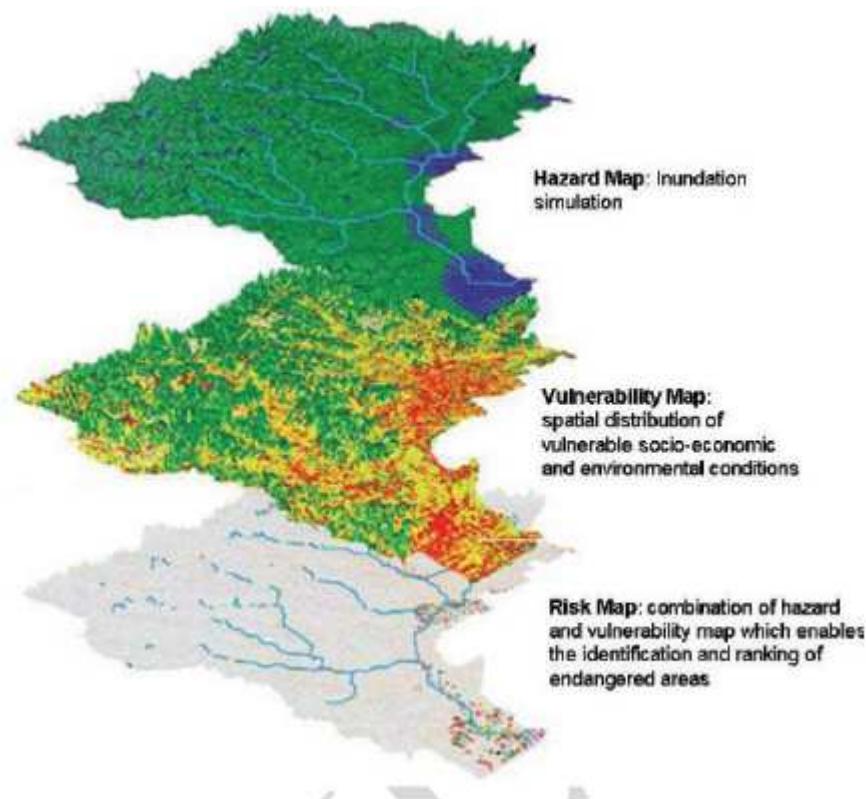 Hazard Map: Inundation
simulation
Vulnerability Map:
spatial distribution of
vulnerable socio-economic
and environmental conditions
Risk Map: combination of hazard
and vulnerability map which enables
the identification and ranking of
endangered areas